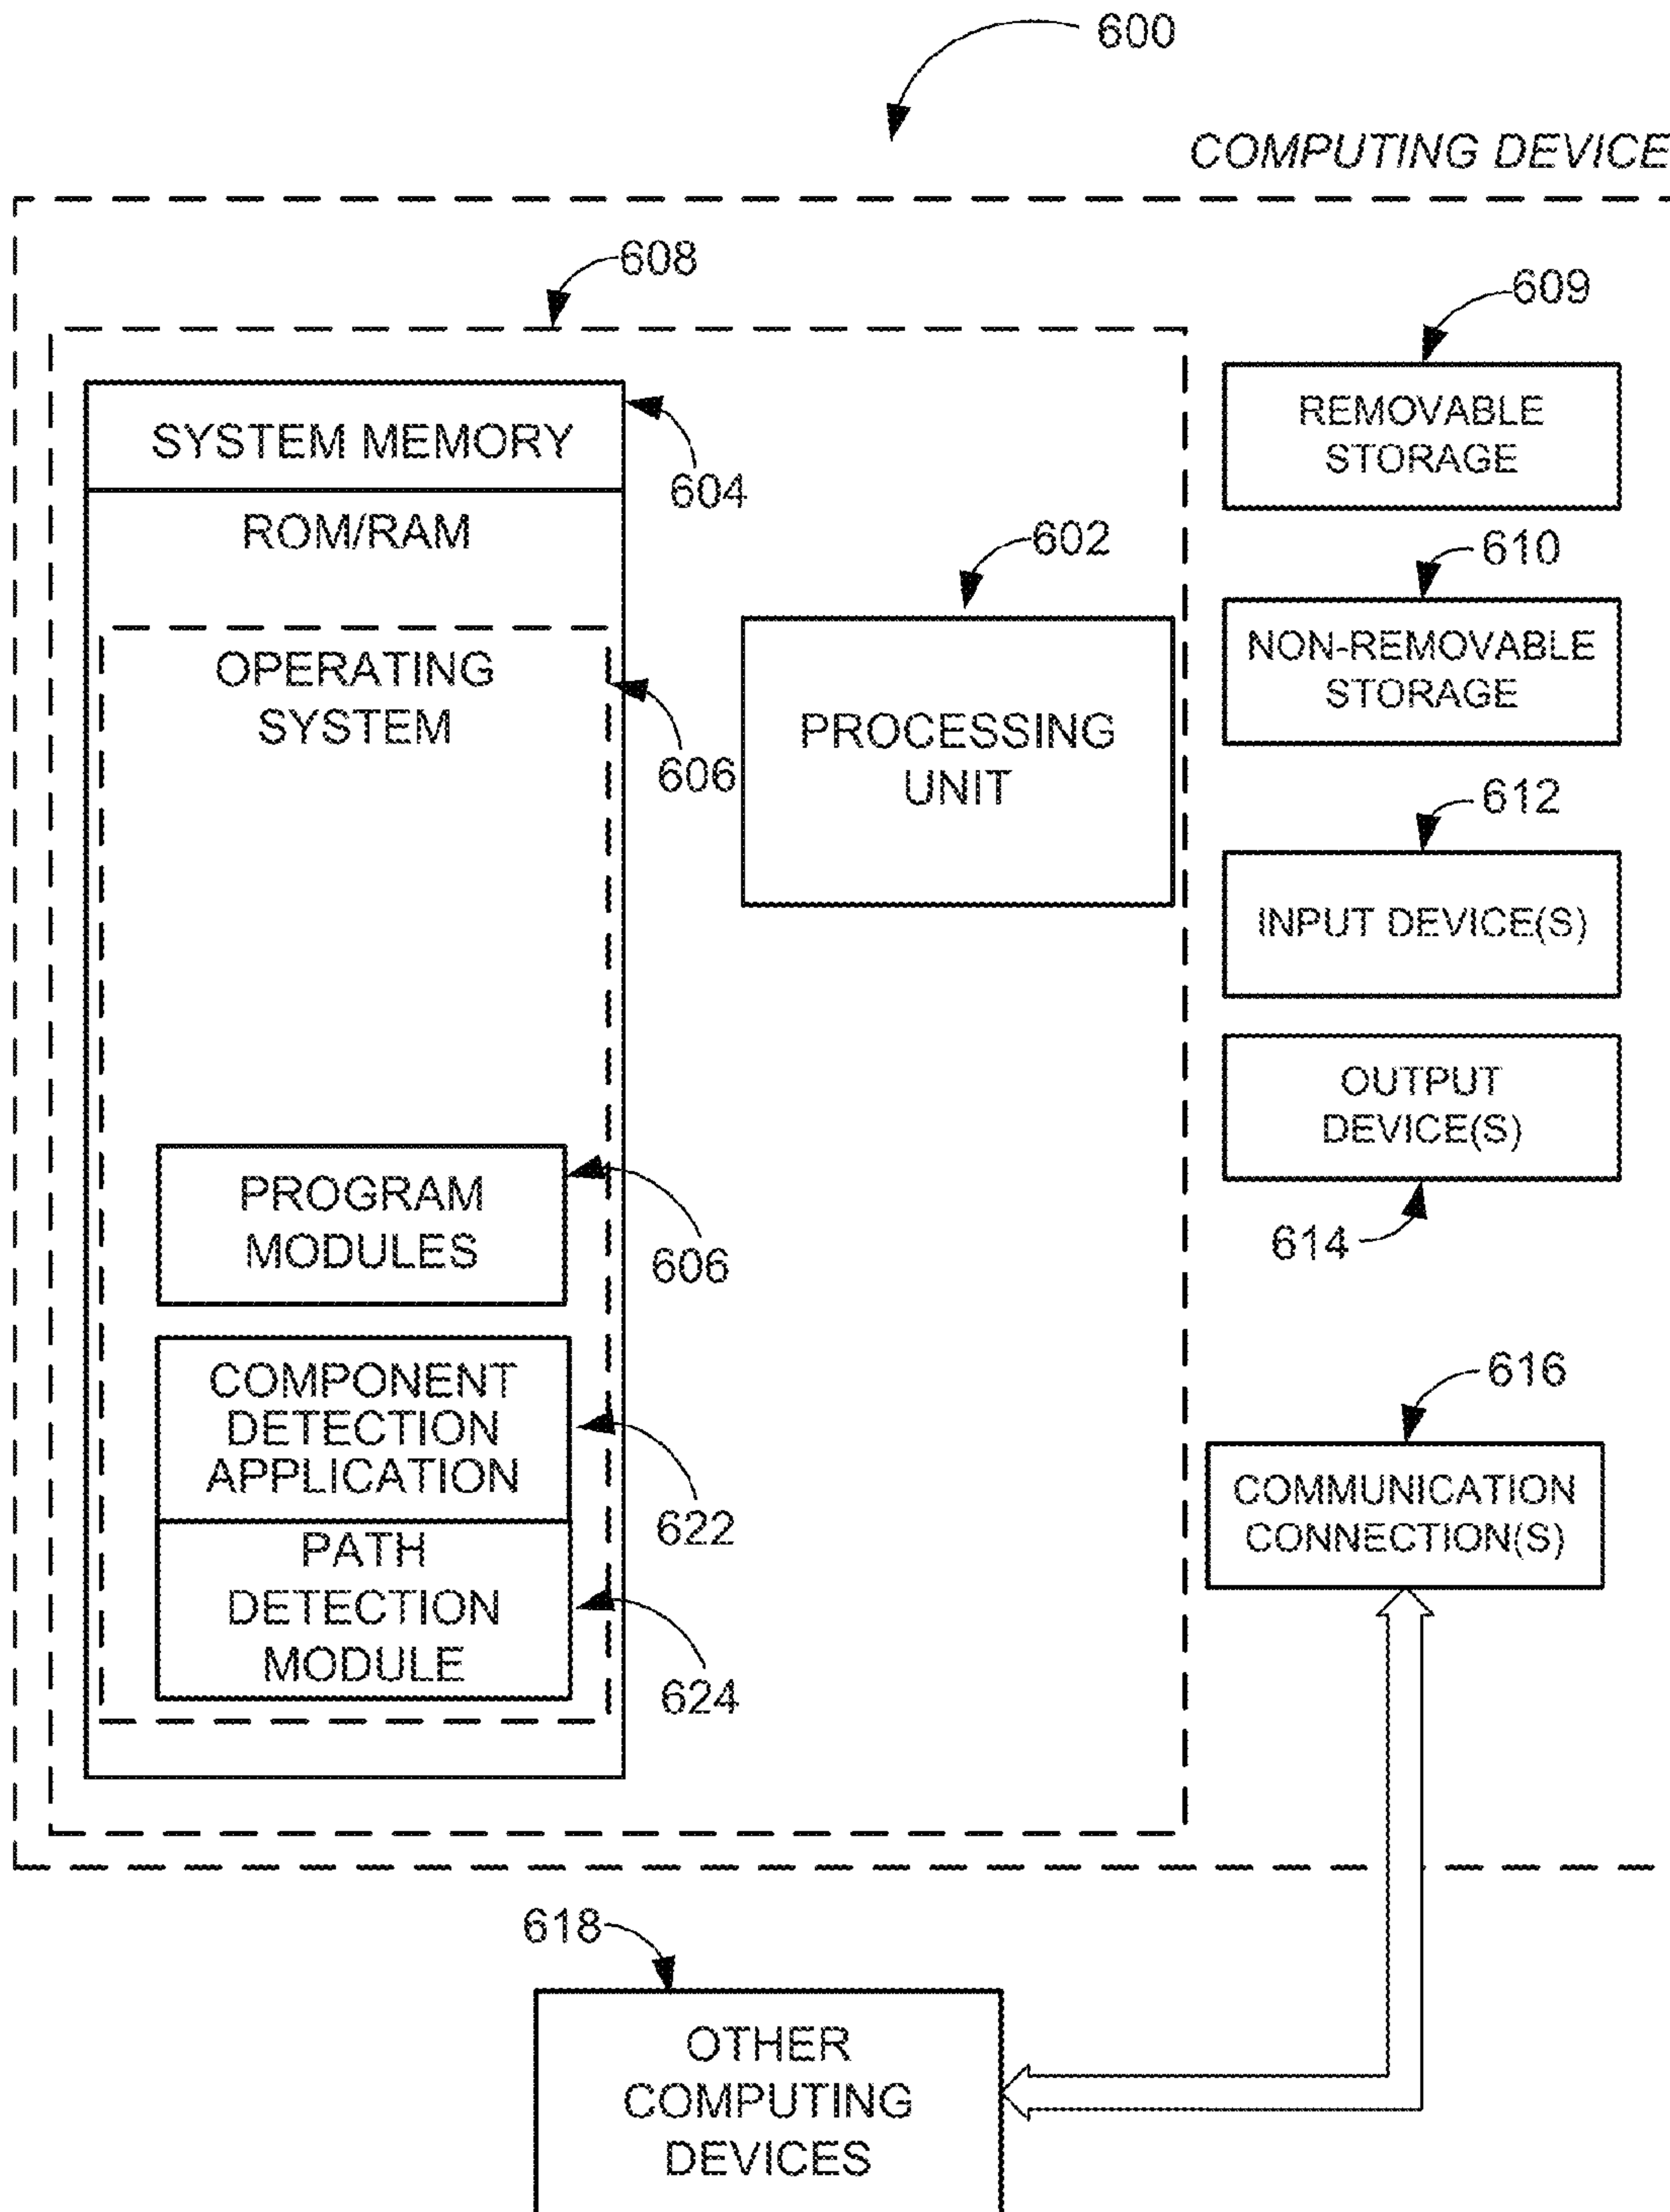 600
COMPUTING DEVICE
608
609
SYSTEM MEMORY
604
ROM/RAM
REMOVABLE
STORAGE
602
610
OPERATING
SYSTEM
606
PROCESSING
UNIT
NON-REMOVABLE
STORAGE
612
INPUT DEVICE(S)
OUTPUT
DEVICE(S)
614
PROGRAM
MODULES
606
COMPONENT
DETECTION
APPLICATION
622
PATH
DETECTION
MODULE
624
616
COMMUNICATION
CONNECTION(S)
618
OTHER
COMPUTING
DEVICES